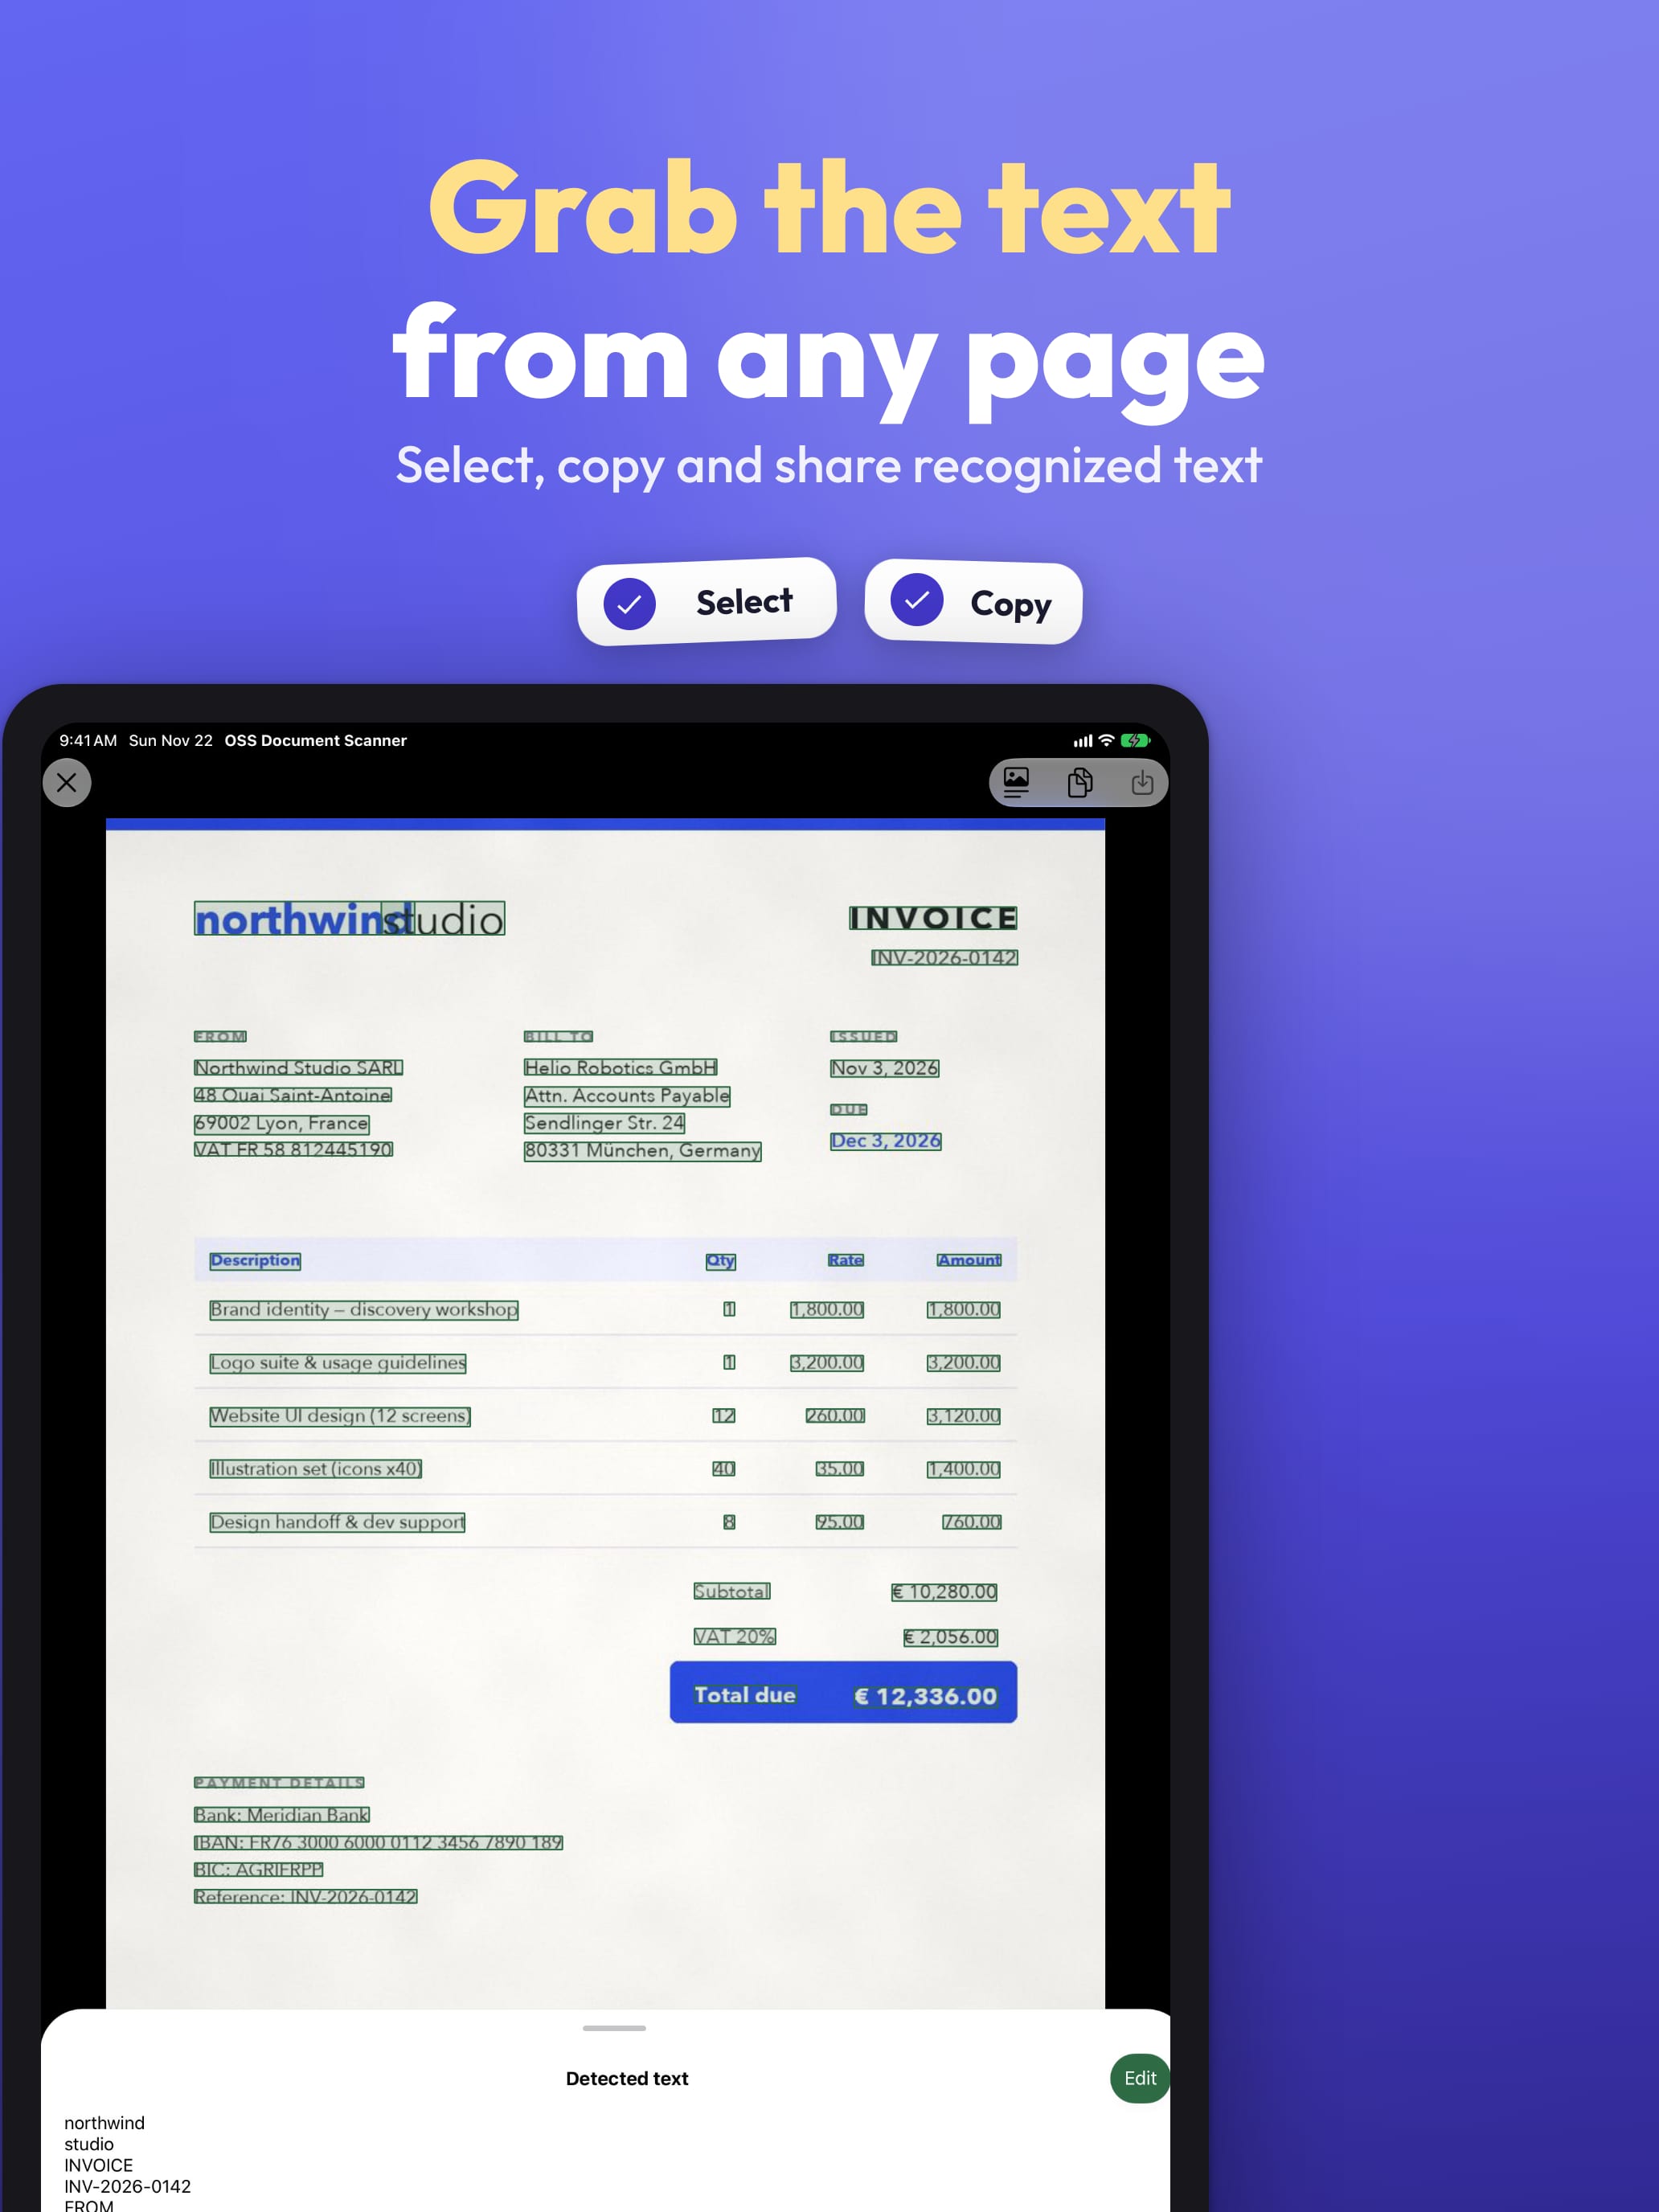 Grab the text
from any page
Select, copy and share recognized text
Select
Copy
9:41 AM Sun Nov 22 OSS Document Scanner
northwind studio
INVOICE
INV-2026-0142
FROM
Northwind Studio SARL
48 Quai Saint-Antoine
69002 Lyon, France
VAT FR 58 812445190
BILL TO
Helio Robotics GmbH
Attn. Accounts Payable
Sendlinger Str. 24
80331 München, Germany
ISSUED
Nov 3, 2026
DUE
Dec 3, 2026
Description Qty Rate Amount
Brand identity – discovery workshop 1 1,800.00 1,800.00
Logo suite & usage guidelines 1 3,200.00 3,200.00
Website UI design (12 screens) 12 260.00 3,120.00
Illustration set (icons x40) 40 35.00 1,400.00
Design handoff & dev support 8 95.00 760.00
Subtotal € 10,280.00
VAT 20% € 2,056.00
Total due € 12,336.00
PAYMENT DETAILS
Bank: Meridian Bank
IBAN: FR76 3000 6000 0112 3456 7890 189
BIC: AGRIFRPP
Reference: INV-2026-0142
Detected text
Edit
northwind
studio
INVOICE
INV-2026-0142
FROM